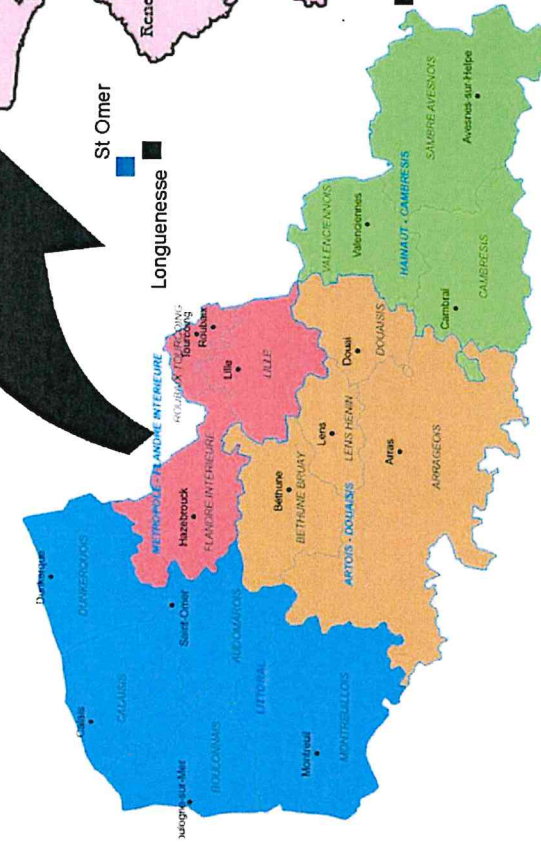 Rene
St Omer
Longuenesse
Dunkerque
DUNKERQUOIS
Calais
CALAISIS
oulogne-sur-Mer
BOULONNAIS
Saint-Omer
AUDOMAROIS
LITTORAL
Montreuil
MONTREUILLOIS
METROPOLE - FLANDRE INTERIEURE
Hazebrouck
FLANDRE INTERIEURE
ROUBAIX TOURCOING
Tourcoing
Roubaix
Lille
LILLE
Béthune
BETHUNE BRUAY
Lens
LENS HENIN
Douai
DOUAISIS
ARTOIS - DOUAISIS
Arras
ARRAGEOIS
VALENCIENNOIS
Valenciennes
HAINAUT - CAMBRESIS
SAMBRE AVESNOIS
Avesnes-sur-Helpe
Cambrai
CAMBRESIS